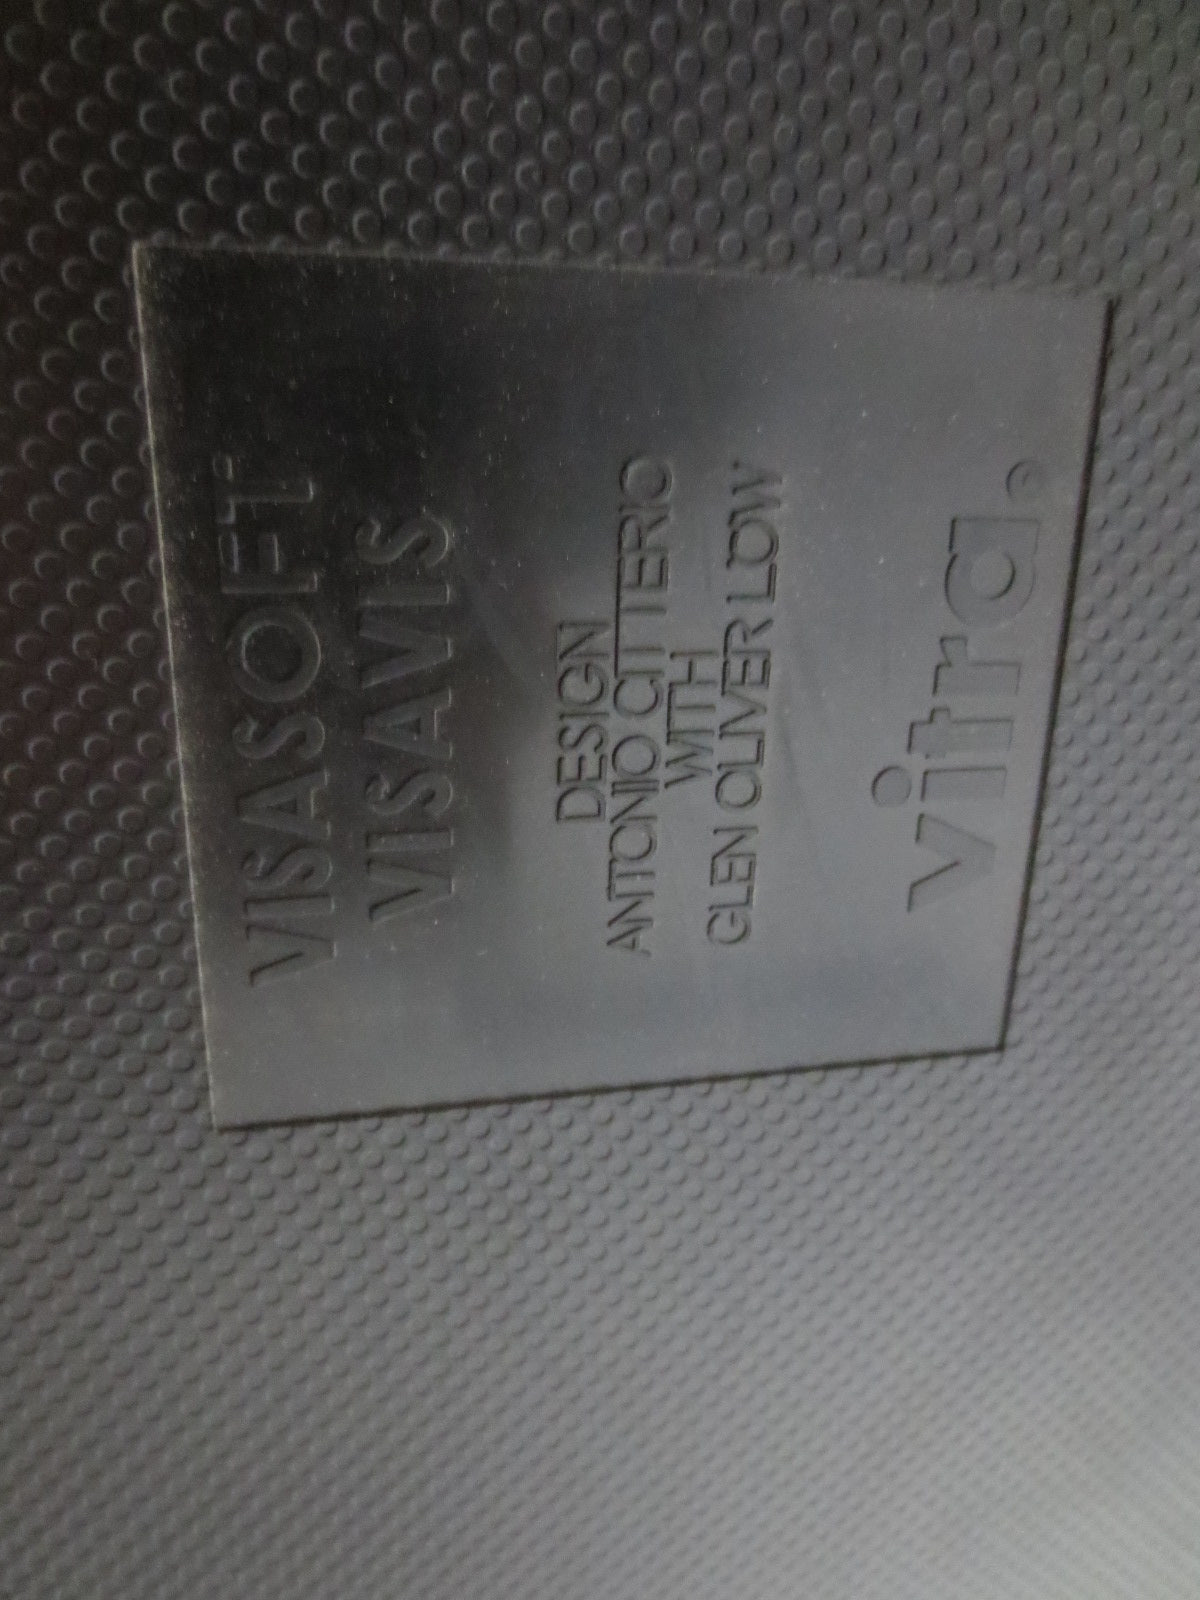 VISASOFT
VISAVIS
DESIGN
ANTONIO CITTERIO
WITH
GLEN OLIVER LOW
vitra.®